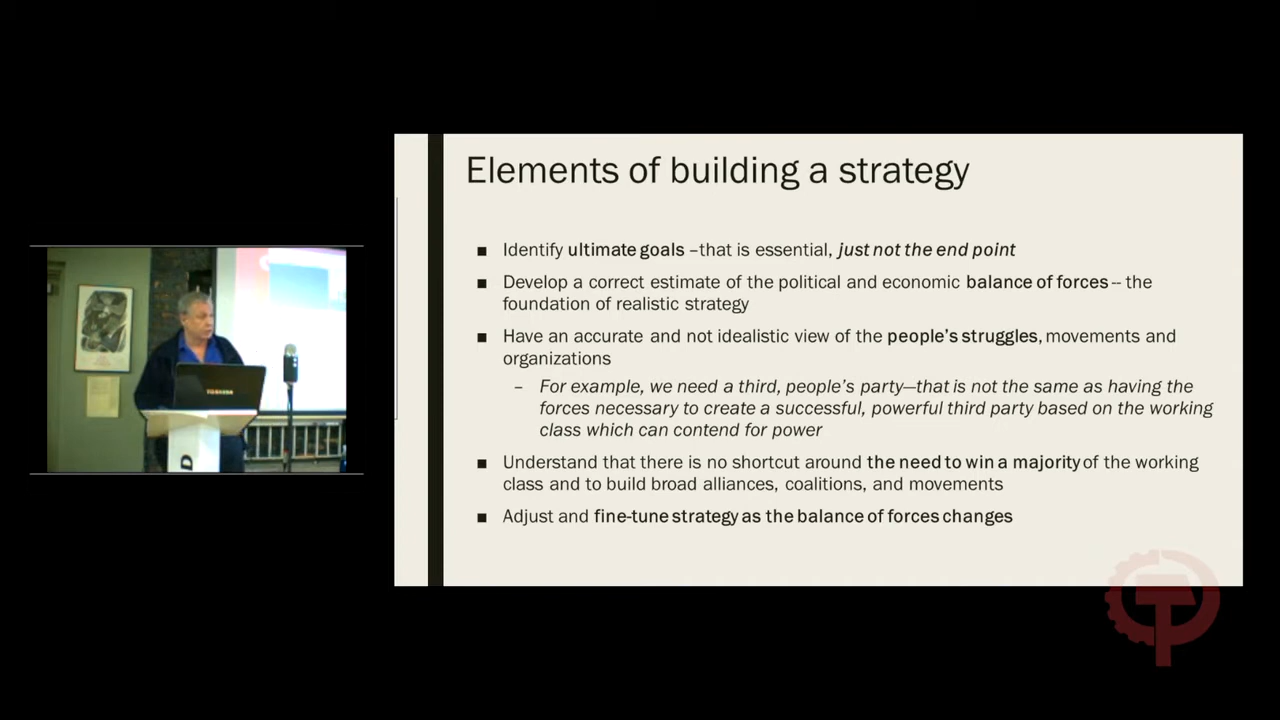 Elements of building a strategy
■ Identify ultimate goals –that is essential, just not the end point
■ Develop a correct estimate of the political and economic balance of forces -- the
foundation of realistic strategy
■ Have an accurate and not idealistic view of the people's struggles, movements and
organizations
– For example, we need a third, people's party—that is not the same as having the
forces necessary to create a successful, powerful third party based on the working
class which can contend for power
■ Understand that there is no shortcut around the need to win a majority of the working
class and to build broad alliances, coalitions, and movements
■ Adjust and fine-tune strategy as the balance of forces changes